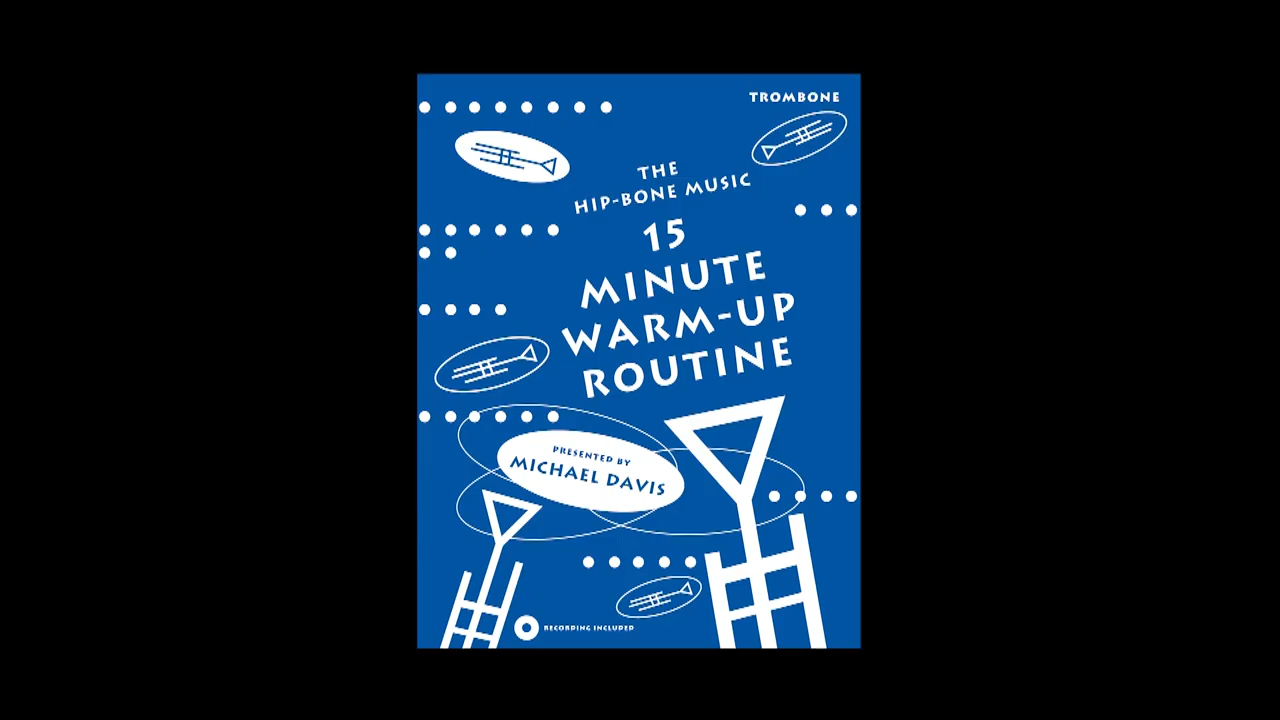 TROMBONE
THE
HIP-BONE MUSIC
15
MINUTE
WARM-UP
ROUTINE
PRESENTED BY
MICHAEL DAVIS
RECORDING INCLUDED